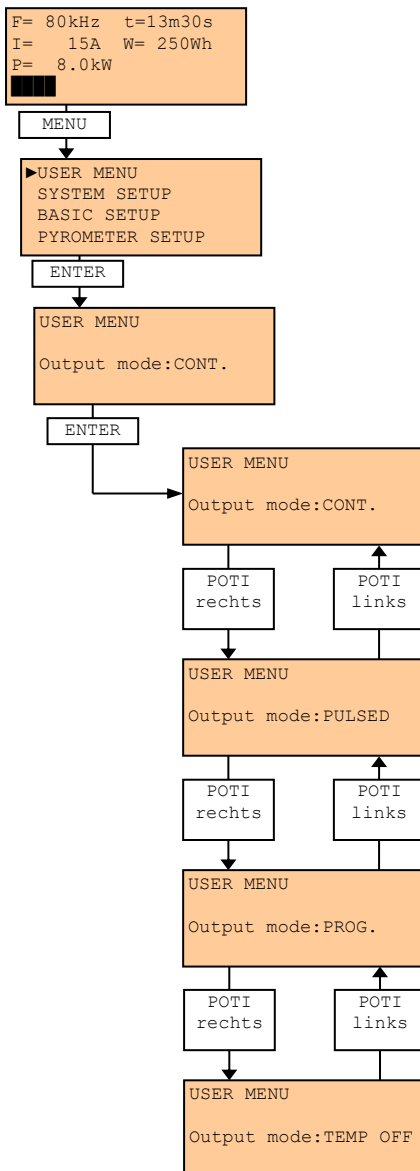 F= 80kHz t=13m30s
I= 15A W= 250Wh
P= 8.0kW
MENU
►USER MENU
SYSTEM SETUP
BASIC SETUP
PYROMETER SETUP
ENTER
USER MENU
Output mode:CONT.
ENTER
USER MENU
Output mode:CONT.
POTI
rechts
POTI
links
USER MENU
Output mode:PULSED
POTI
rechts
POTI
links
USER MENU
Output mode:PROG.
POTI
rechts
POTI
links
USER MENU
Output mode:TEMP OFF